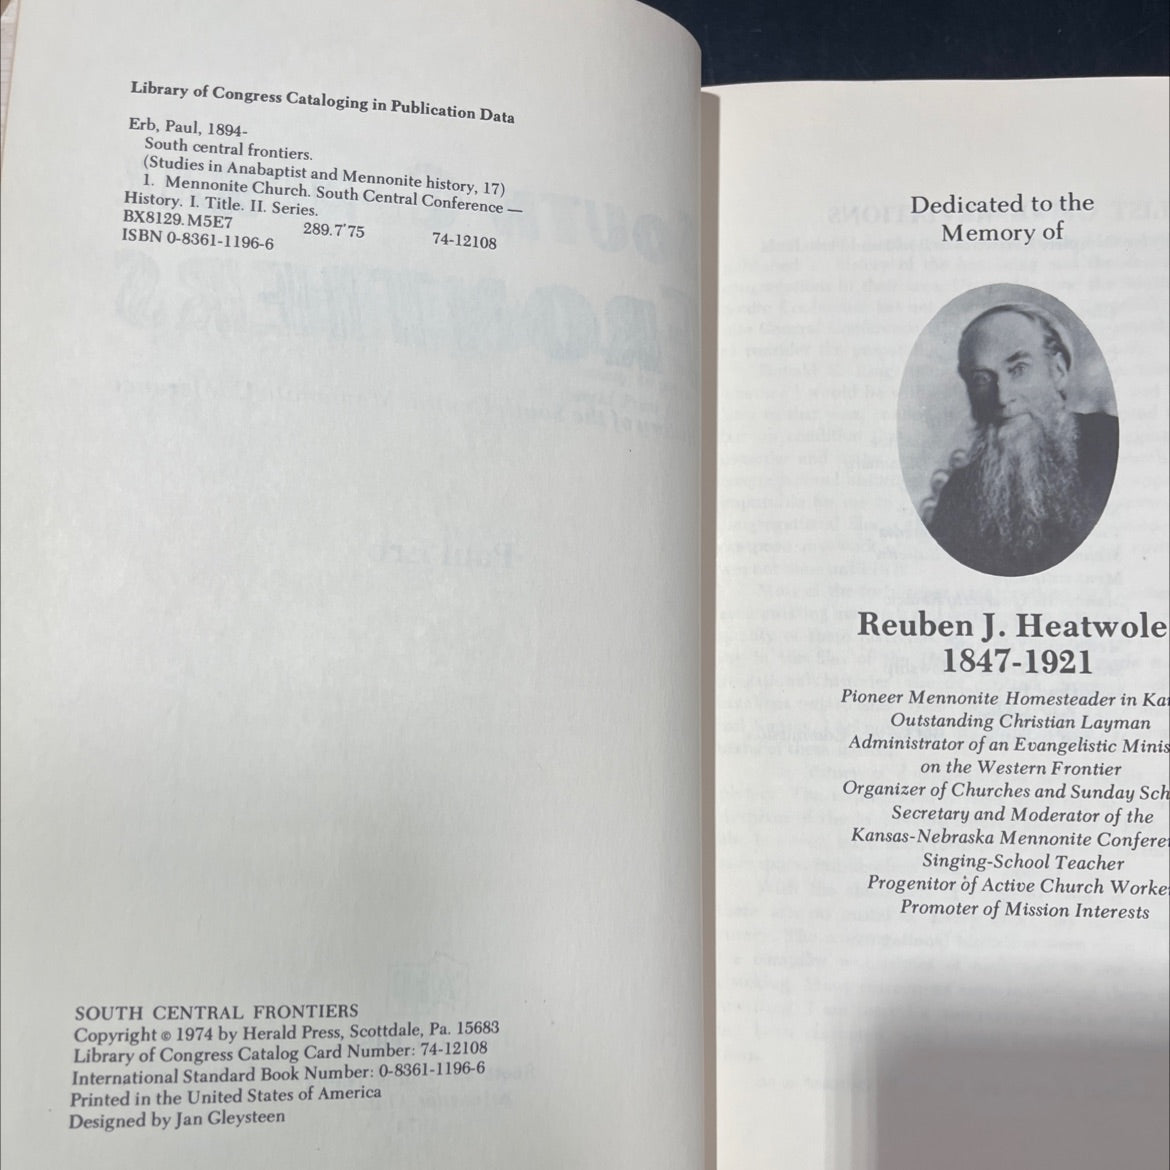 Library of Congress Cataloging in Publication Data
Erb, Paul, 1894-
South central frontiers.
(Studies in Anabaptist and Mennonite history, 17)
1. Mennonite Church. South Central Conference —
History. I. Title. II. Series.
BX8129.M5E7 289.7'75 74-12108
ISBN 0-8361-1196-6
SOUTH CENTRAL FRONTIERS
Copyright © 1974 by Herald Press, Scottdale, Pa. 15683
Library of Congress Catalog Card Number: 74-12108
International Standard Book Number: 0-8361-1196-6
Printed in the United States of America
Designed by Jan Gleysteen
Dedicated to the
Memory of
Reuben J. Heatwole
1847-1921
Pioneer Mennonite Homesteader in Ka
Outstanding Christian Layman
Administrator of an Evangelistic Minis
on the Western Frontier
Organizer of Churches and Sunday Sch
Secretary and Moderator of the
Kansas-Nebraska Mennonite Confere
Singing-School Teacher
Progenitor of Active Church Worke
Promoter of Mission Interests